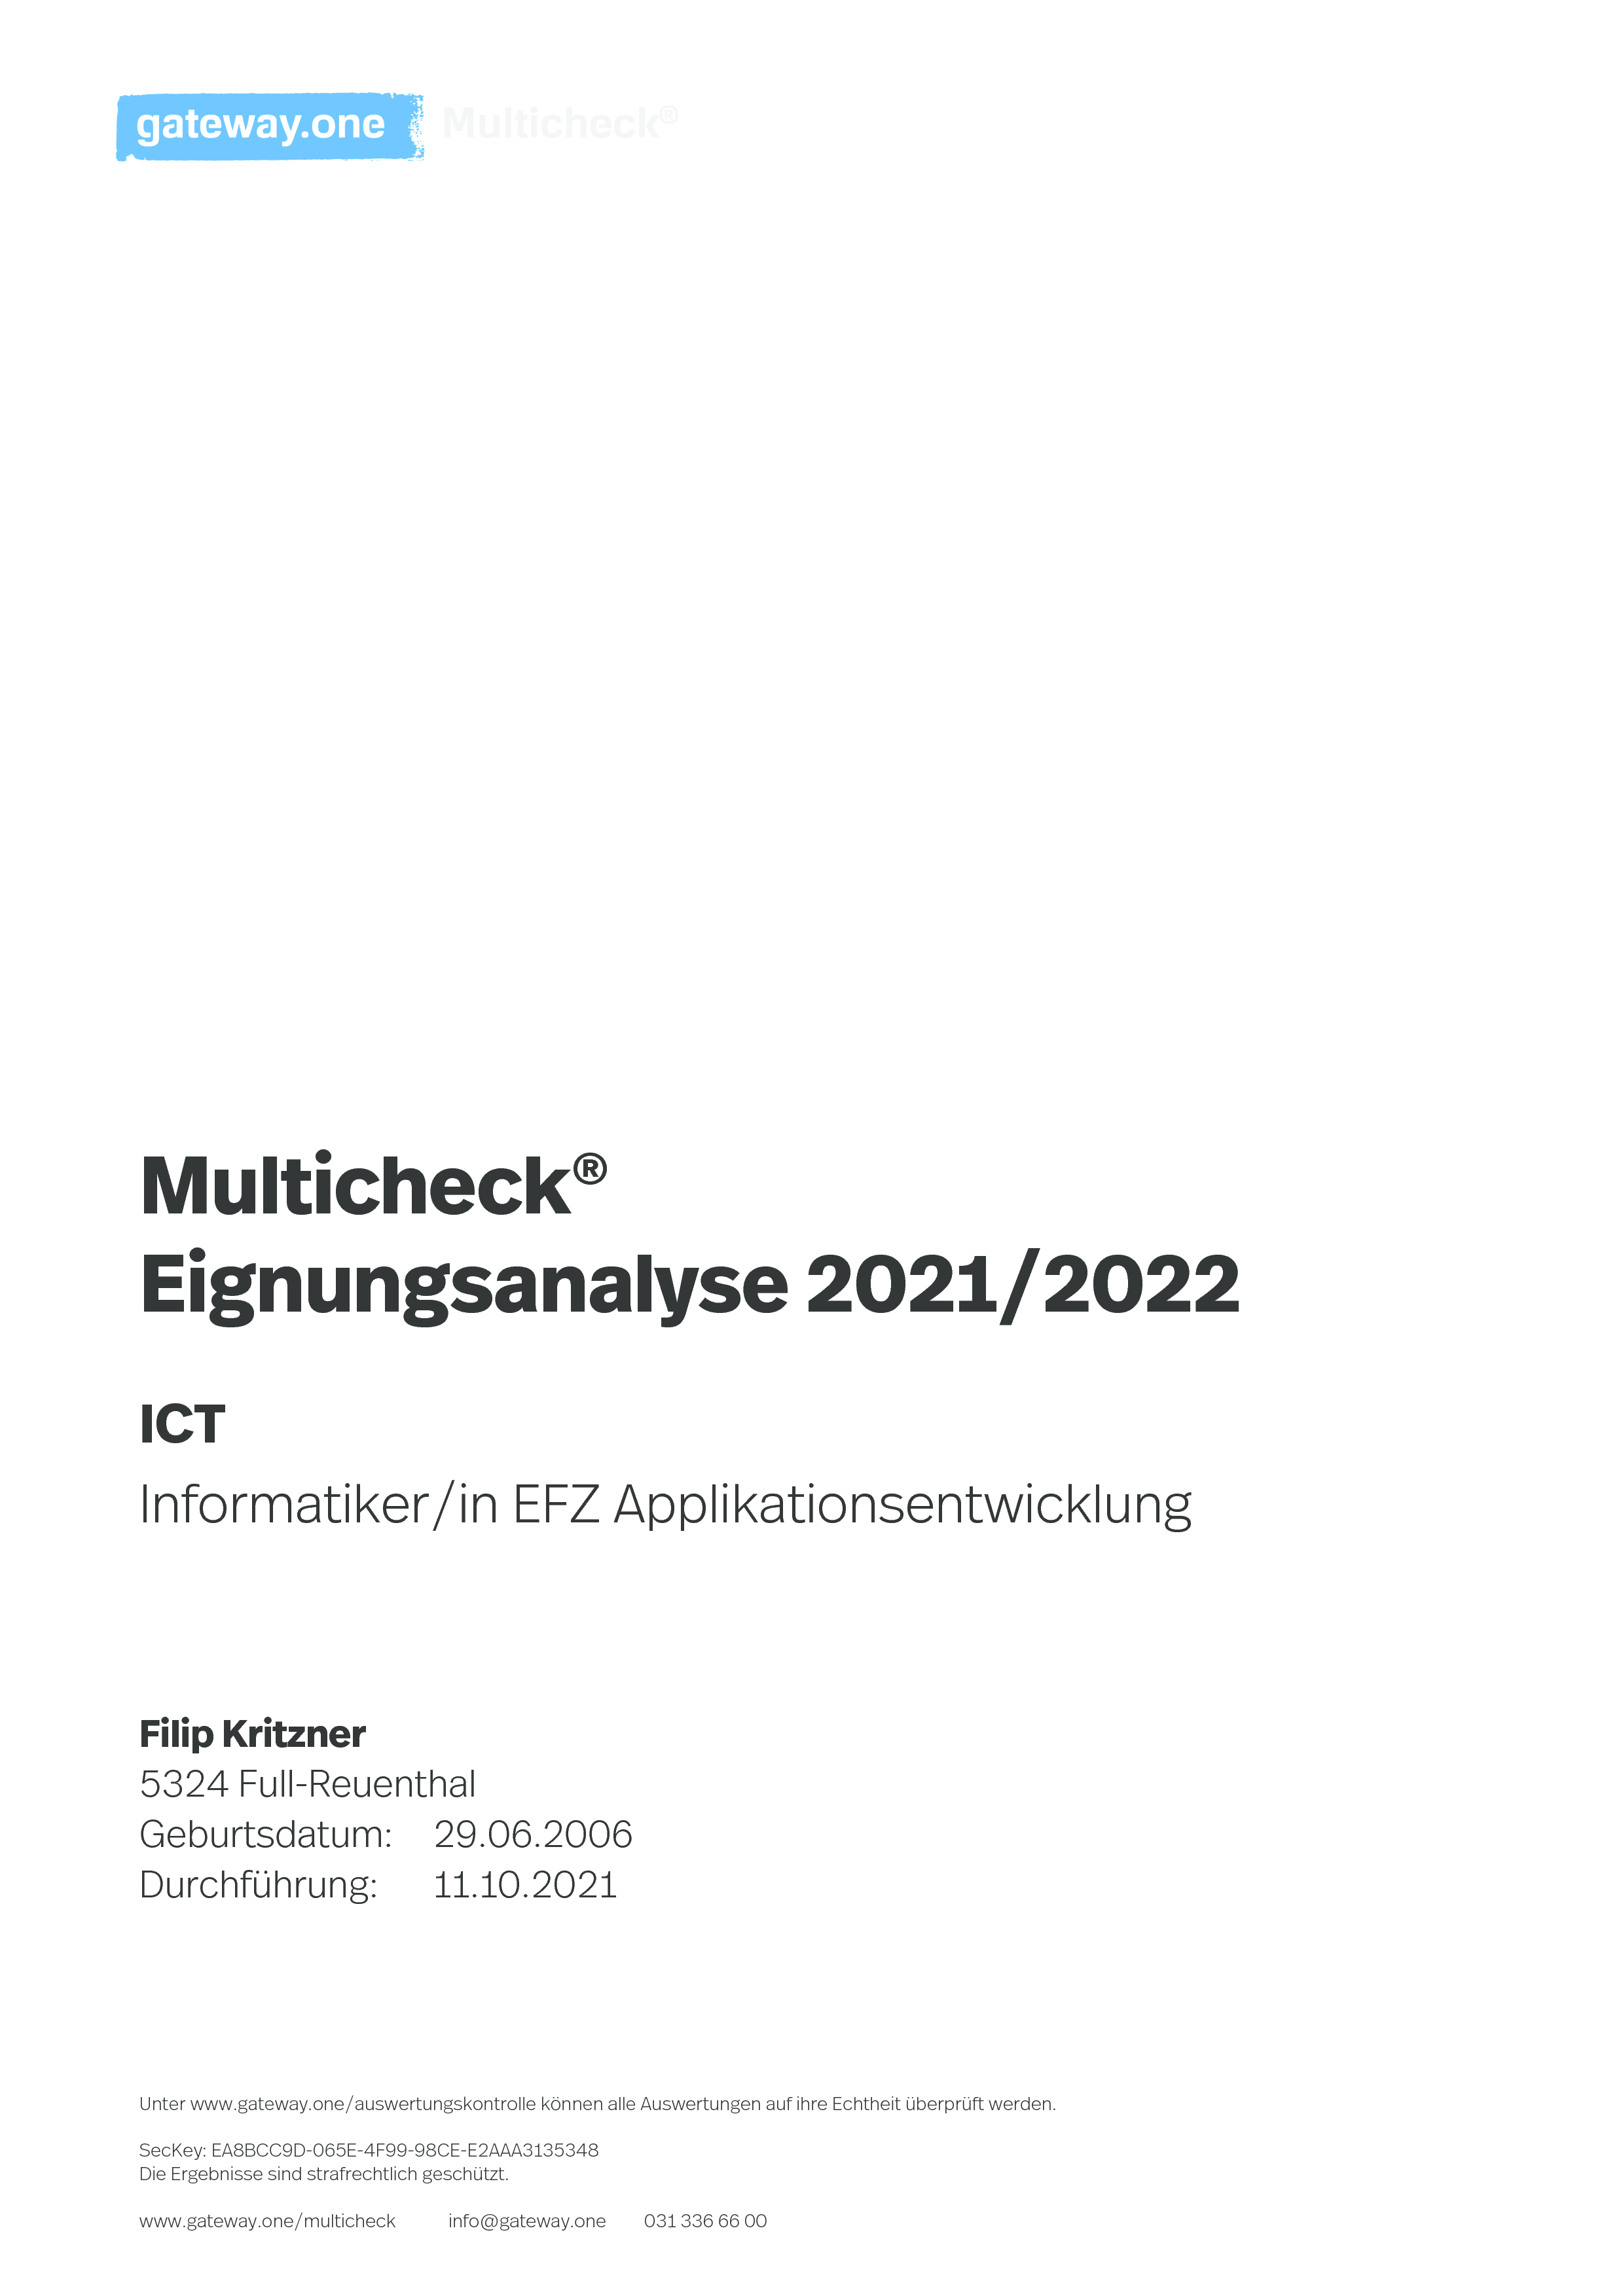 gateway.one Multicheck®
Multicheck®
Eignungsanalyse 2021/2022
ICT
Informatiker/in EFZ Applikationsentwicklung
Filip Kritzner
5324 Full-Reuenthal
Geburtsdatum: 29.06.2006
Durchführung: 11.10.2021
Unter www.gateway.one/auswertungskontrolle können alle Auswertungen auf ihre Echtheit überprüft werden.
SecKey: EA8BCC9D-065E-4F99-98CE-E2AAA3135348
Die Ergebnisse sind strafrechtlich geschützt.
www.gateway.one/multicheck info@gateway.one 031 336 66 00